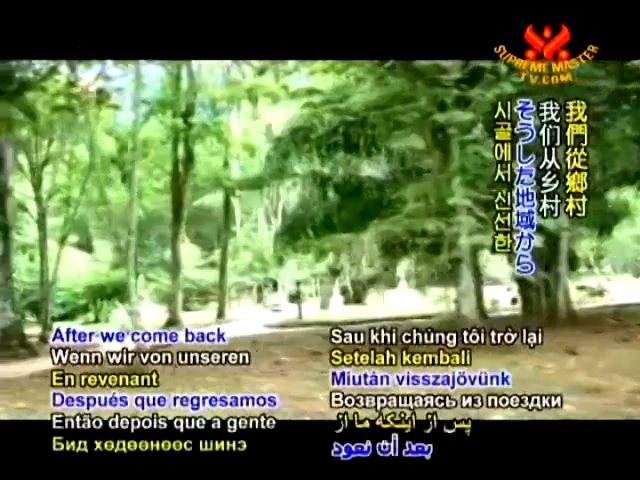 SUPREME MASTER
TV.COM
我們從鄉村
我们从乡村
そうした地域から
시골에서 신선한
After we come back
Wenn wir von unseren
En revenant
Después que regresamos
Então depois que a gente
Бид хөдөөнөөс шинэ
Sau khi chúng tôi trở lại
Setelah kembali
Miután visszajövünk
Возвращаясь из поездки
پس از اینکه ما از
بعد أن نعود